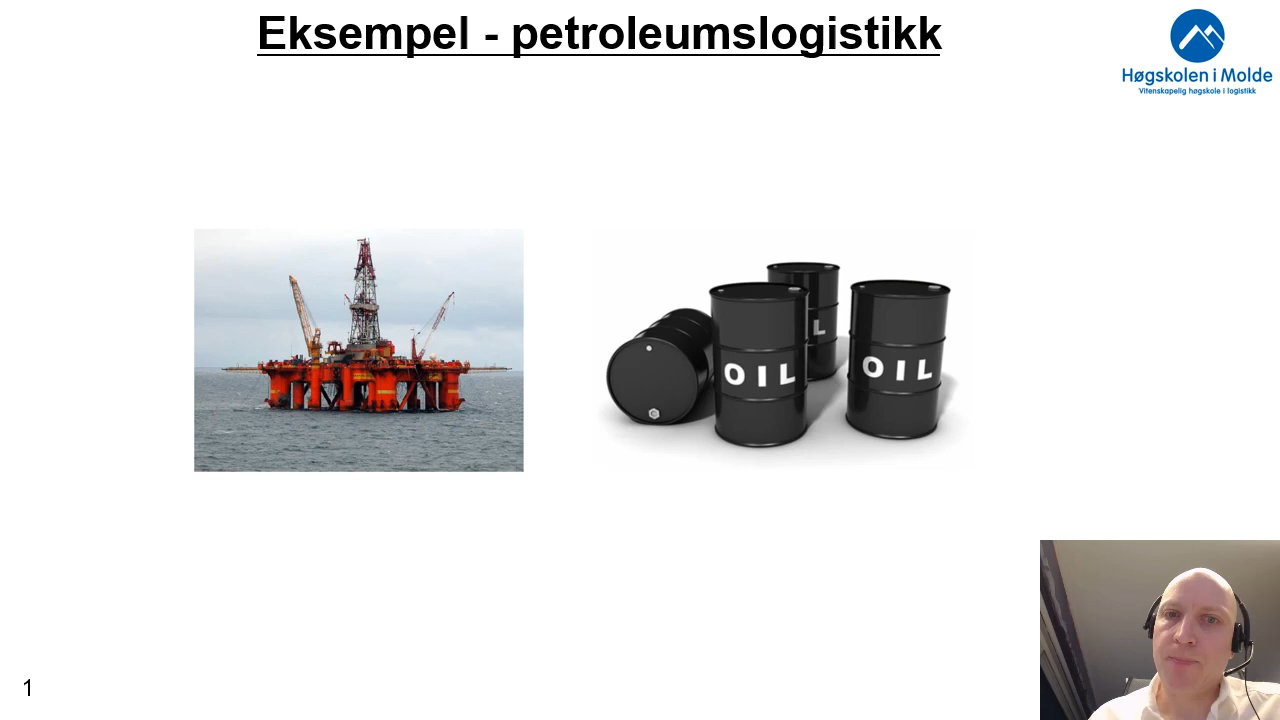 Eksempel - petroleumslogistikk
Høgskolen i Molde
Vitenskapelig høgskole i logistikk
L
OIL
OIL
1